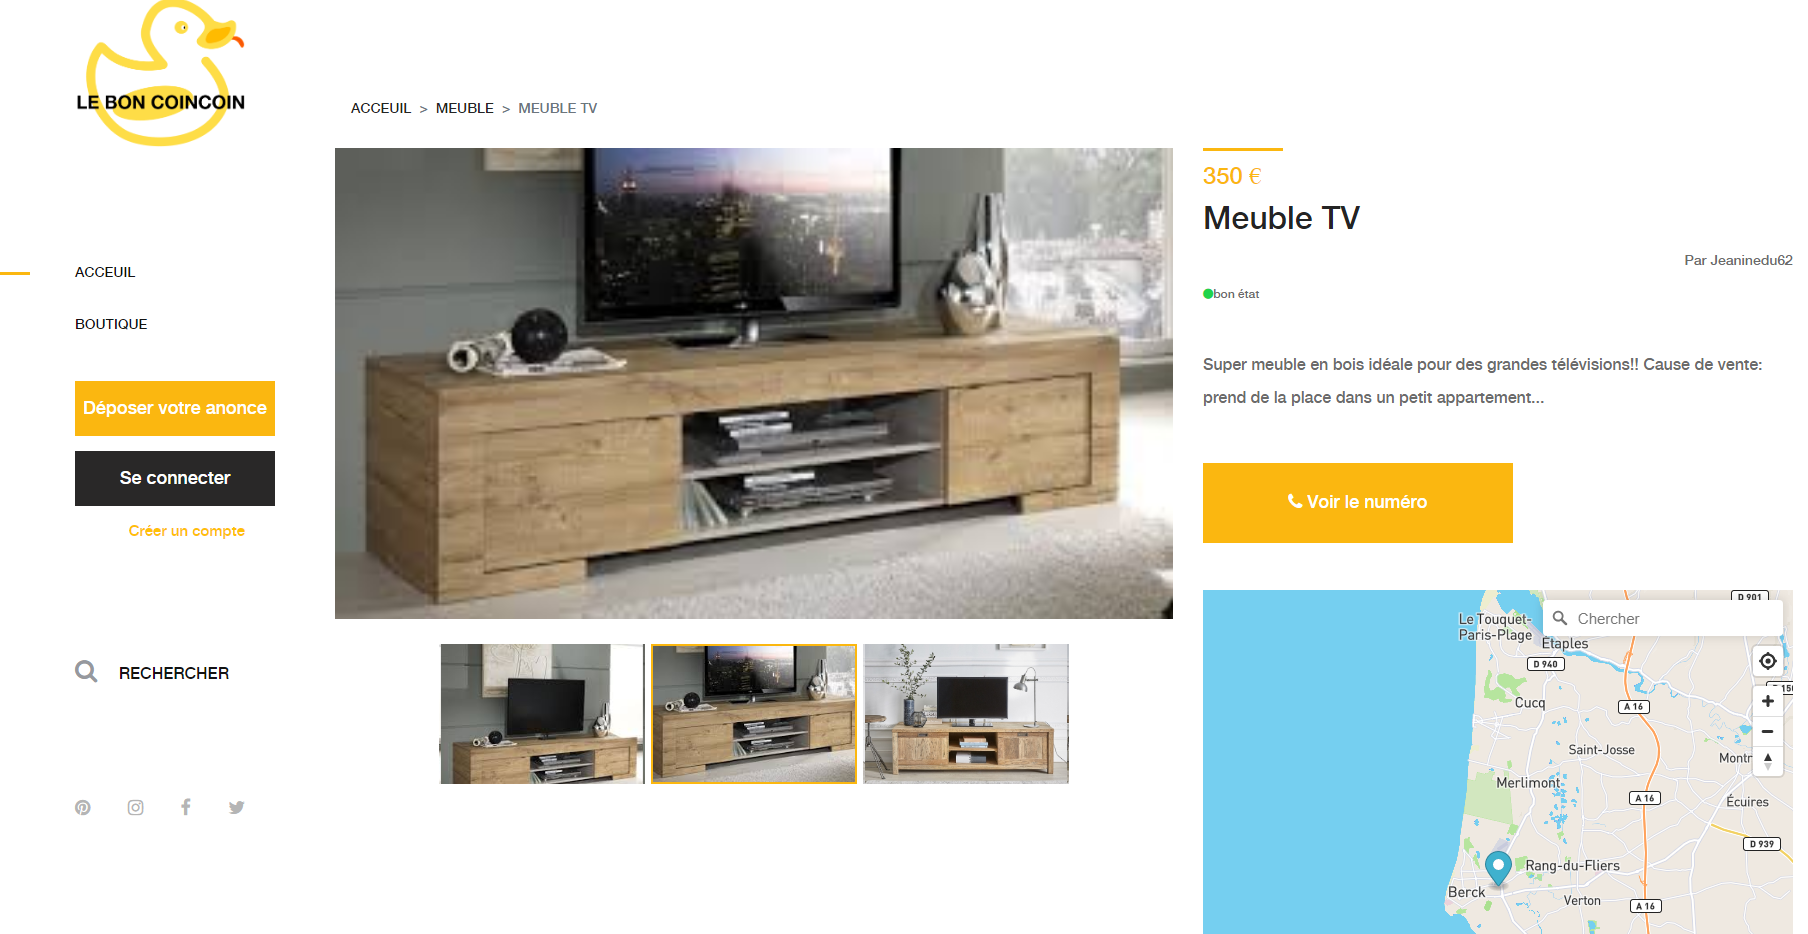 LE BON COINCOIN
ACCEUIL
BOUTIQUE
Déposer votre anonce
Se connecter
Créer un compte
RECHERCHER
ACCEUIL > MEUBLE > MEUBLE TV
350 €
Meuble TV
Par Jeaninedu62
bon état
Super meuble en bois idéale pour des grandes télévisions!! Cause de vente:
prend de la place dans un petit appartement...
Voir le numéro
Chercher
D 901
Le Touquet-
Paris-Plage
Étaples
D 940
Cucq
A 16
Saint-Josse
Montr
Merlimont
A 16
Écuires
D 939
Rang-du-Fliers
Berck
Verton
A 16